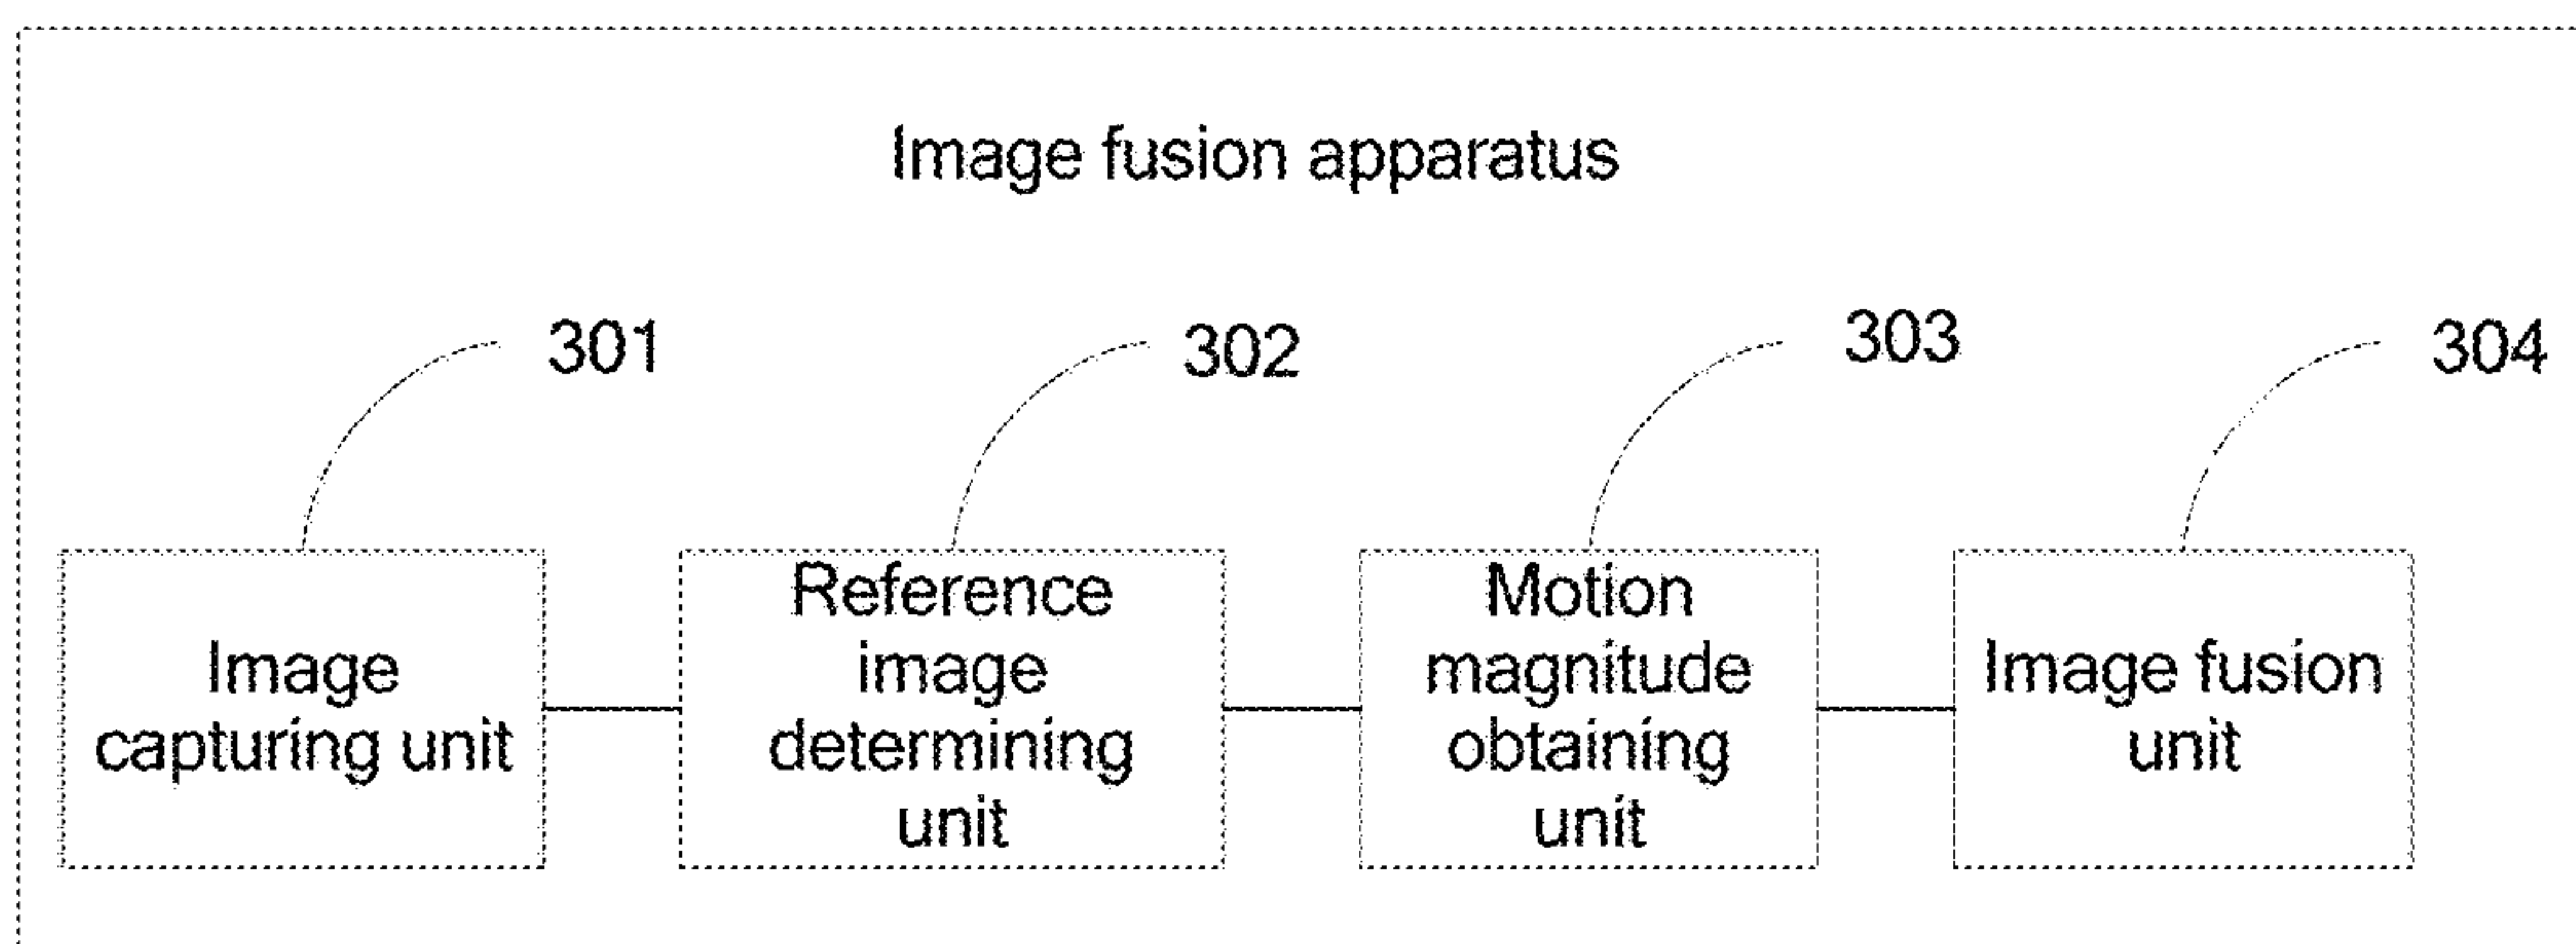 Image fusion apparatus
301
302
303
304
Image
capturing unit
Reference
image
determining
unit
Motion
magnitude
obtaining
unit
Image fusion
unit